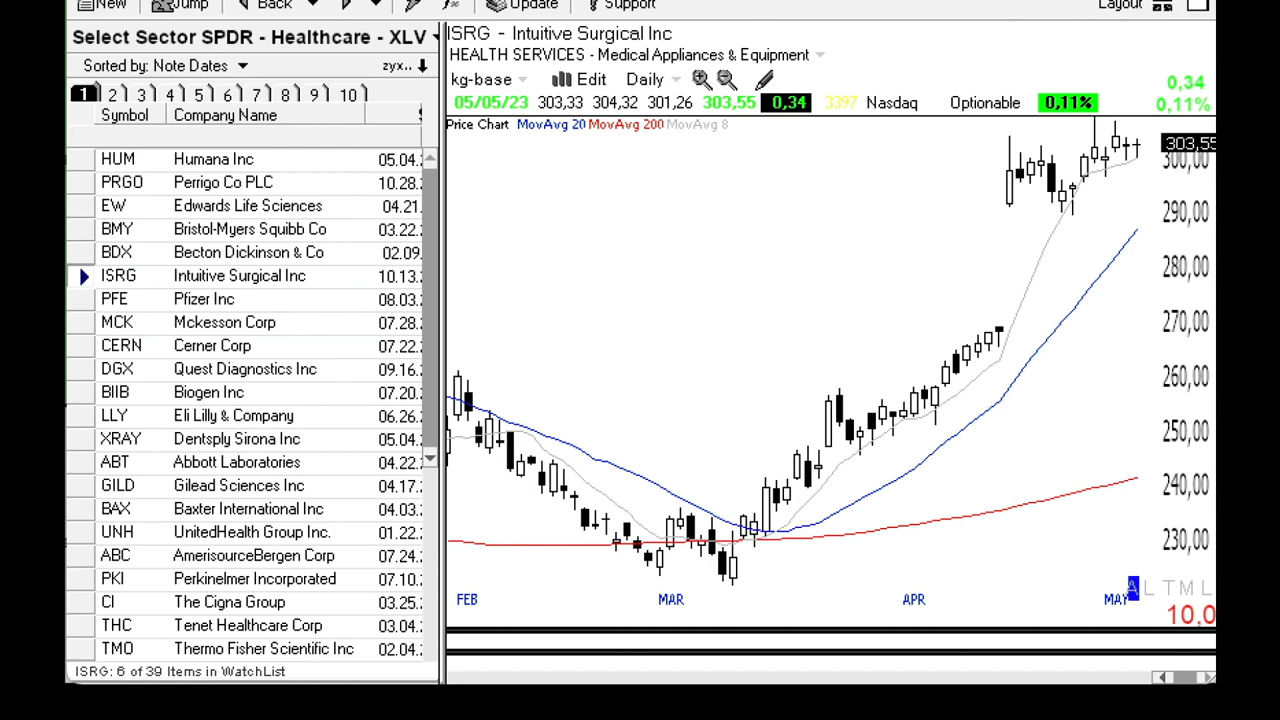 New Jump Back Update Support Layout
Select Sector SPDR - Healthcare - XLV
Sorted by: Note Dates zyx..
1 2 3 4 5 6 7 8 9 10
Symbol Company Name
HUM Humana Inc 05.04.
PRGO Perrigo Co PLC 10.28.
EW Edwards Life Sciences 04.21.
BMY Bristol-Myers Squibb Co 03.22.
BDX Becton Dickinson & Co 02.09.
ISRG Intuitive Surgical Inc 10.13.
PFE Pfizer Inc 08.03.
MCK Mckesson Corp 07.28.
CERN Cerner Corp 07.22.
DGX Quest Diagnostics Inc 09.16.
BIIB Biogen Inc 07.20.
LLY Eli Lilly & Company 06.26.
XRAY Dentsply Sirona Inc 05.04.
ABT Abbott Laboratories 04.22.
GILD Gilead Sciences Inc 04.17.
BAX Baxter International Inc 04.03.
UNH UnitedHealth Group Inc. 01.22.
ABC AmerisourceBergen Corp 07.24.
PKI Perkinelmer Incorporated 07.10.
CI The Cigna Group 03.25.
THC Tenet Healthcare Corp 03.04.
TMO Thermo Fisher Scientific Inc 02.04.
ISRG: 6 of 39 Items in WatchList
ISRG - Intuitive Surgical Inc
HEALTH SERVICES - Medical Appliances & Equipment
kg-base Edit Daily 0,34
05/05/23 303,33 304,32 301,26 303,55 0,34 3397 Nasdaq Optionable 0,11% 0,11%
Price Chart MovAvg 20 MovAvg 200 MovAvg 8
303,55
300,00
290,00
280,00
270,00
260,00
250,00
240,00
230,00
A L T M L
FEB MAR APR MAY
10,0